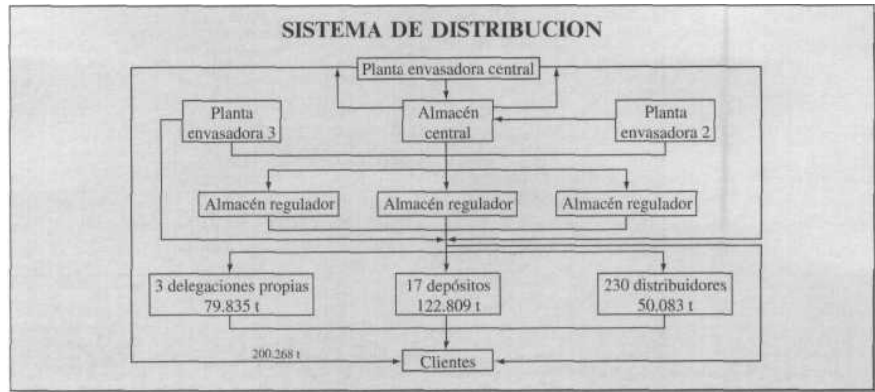 SISTEMA DE DISTRIBUCION
Planta envasadora central
Planta
envasadora 3
Almacén
central
Planta
envasadora 2
Almacén regulador
Almacén regulador
Almacén regulador
3 delegaciones propias
79.835 t
17 depósitos
122.809 t
230 distribuidores
50.083 t
200.268 t
Clientes